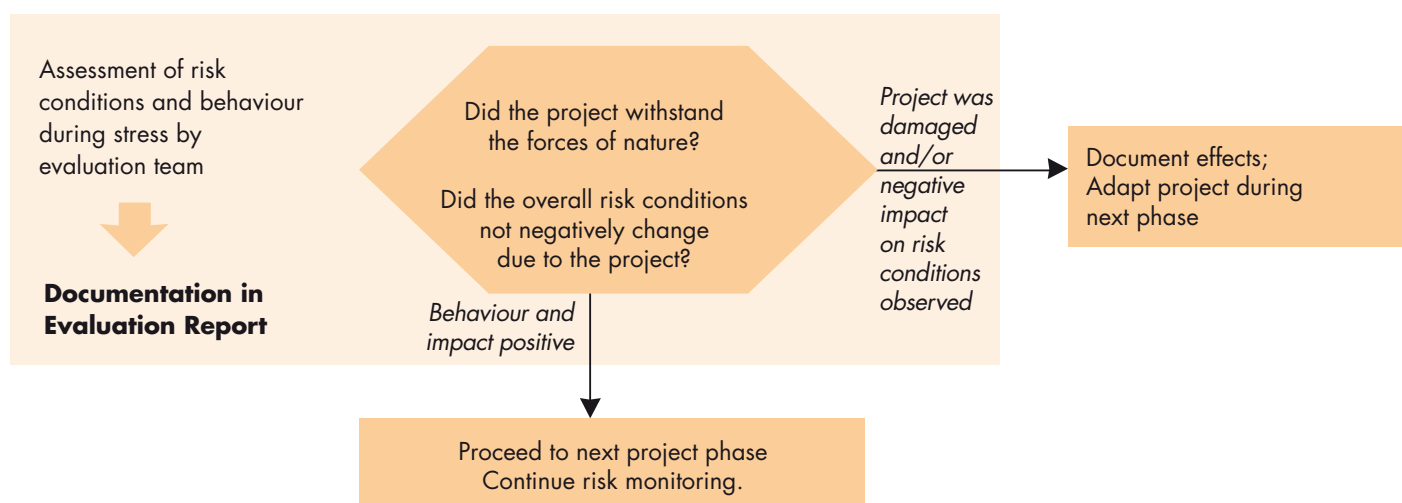 Assessment of risk
conditions and behaviour
during stress by
evaluation team
Documentation in
Evaluation Report
Did the project withstand
the forces of nature?
Did the overall risk conditions
not negatively change
due to the project?
Project was
damaged
and/or
negative
impact
on risk
conditions
observed
Document effects;
Adapt project during
next phase
Behaviour and
impact positive
Proceed to next project phase
Continue risk monitoring.